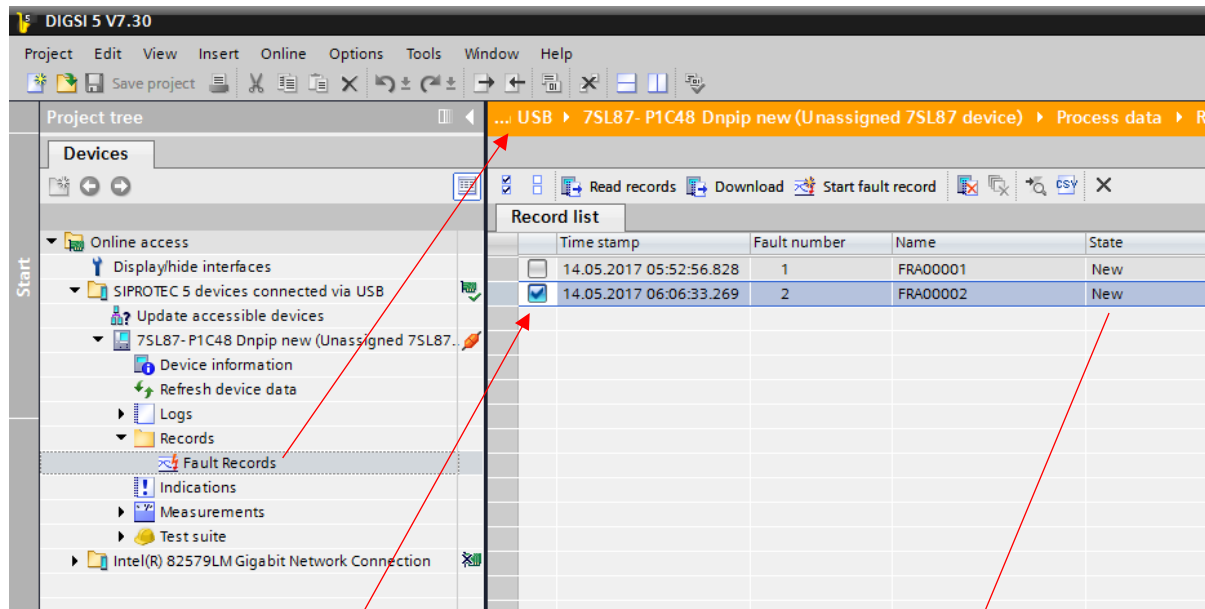 DIGSI 5 V7.30
Project Edit View Insert Online Options Tools Window Help
Save project
Project tree
... USB 7SL87- P1C48 Dnpip new (Unassigned 7SL87 device) Process data R
Devices
Read records Download Start fault record CSV
Record list
Time stamp Fault number Name State
14.05.2017 05:52:56.828 1 FRA00001 New
14.05.2017 06:06:33.269 2 FRA00002 New
Start
Online access
Display/hide interfaces
SIPROTEC 5 devices connected via USB
Update accessible devices
7SL87- P1C48 Dnpip new (Unassigned 7SL87..
Device information
Refresh device data
Logs
Records
Fault Records
Indications
Measurements
Test suite
Intel(R) 82579LM Gigabit Network Connection